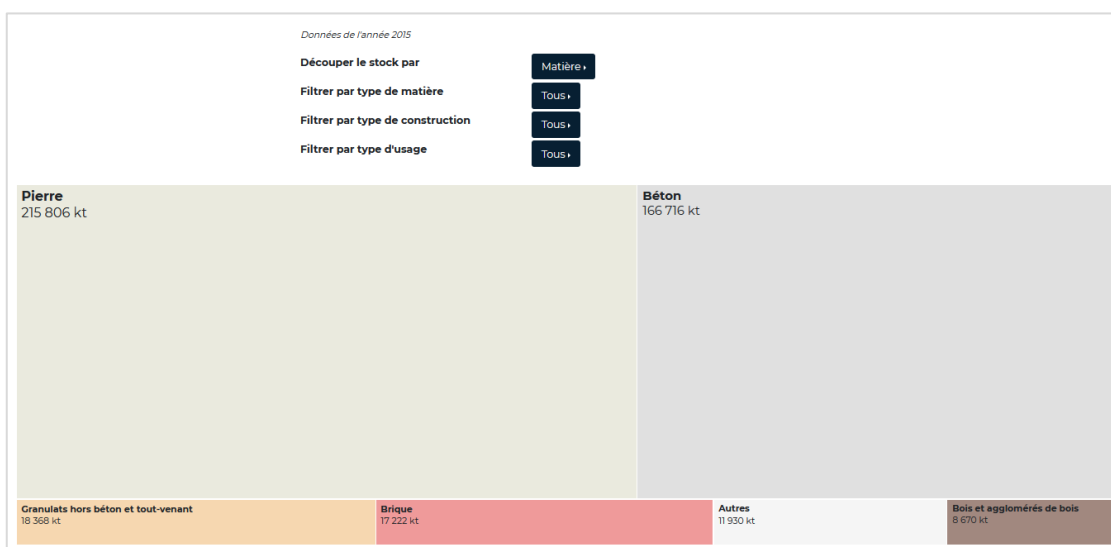 Données de l'année 2015
Découper le stock par Matière
Filtrer par type de matière Tous
Filtrer par type de construction Tous
Filtrer par type d'usage Tous
Pierre
215 806 kt
Béton
166 716 kt
Granulats hors béton et tout-venant
18 368 kt
Brique
17 222 kt
Autres
11 930 kt
Bois et agglomérés de bois
8 670 kt